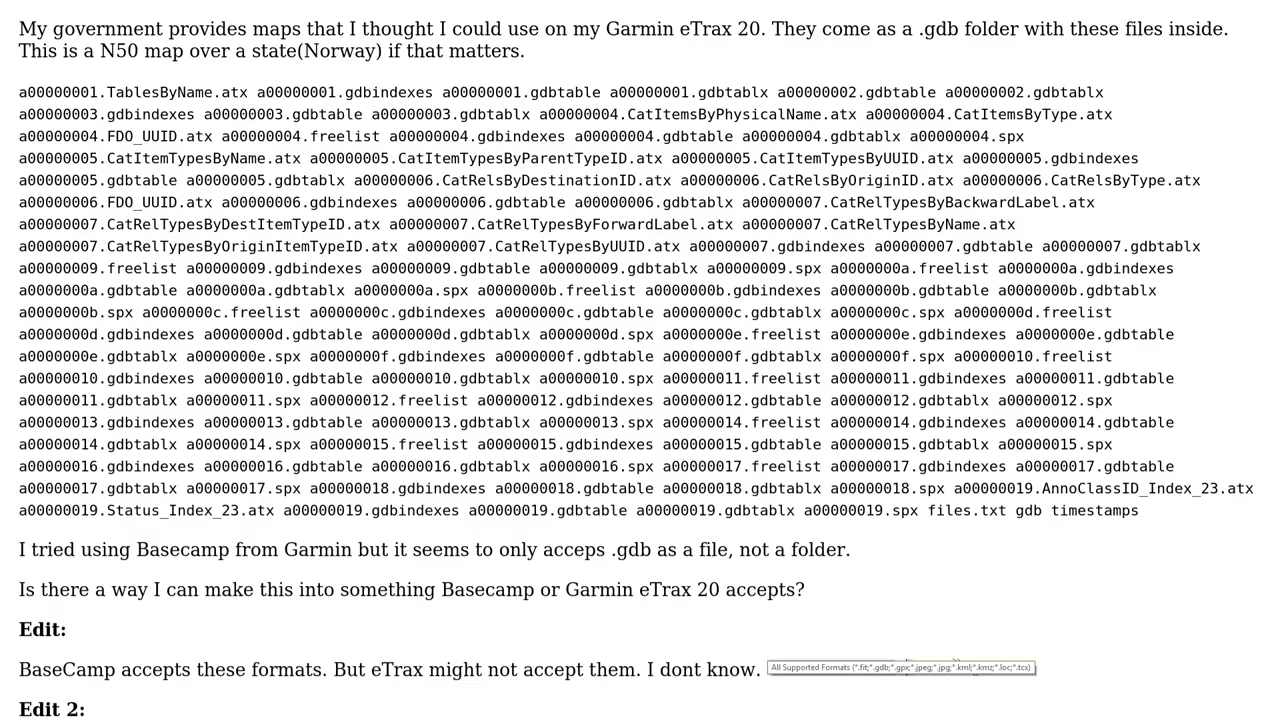 My government provides maps that I thought I could use on my Garmin eTrax 20. They come as a .gdb folder with these files inside.
This is a N50 map over a state(Norway) if that matters.
a00000001.TablesByName.atx a00000001.gdbindexes a00000001.gdbtable a00000001.gdbtablx a00000002.gdbtable a00000002.gdbtablx
a00000003.gdbindexes a00000003.gdbtable a00000003.gdbtablx a00000004.CatItemsByPhysicalName.atx a00000004.CatItemsByType.atx
a00000004.FDO_UUID.atx a00000004.freelist a00000004.gdbindexes a00000004.gdbtable a00000004.gdbtablx a00000004.spx
a00000005.CatItemTypesByName.atx a00000005.CatItemTypesByParentTypeID.atx a00000005.CatItemTypesByUUID.atx a00000005.gdbindexes
a00000005.gdbtable a00000005.gdbtablx a00000006.CatRelsByDestinationID.atx a00000006.CatRelsByOriginID.atx a00000006.CatRelsByType.atx
a00000006.FDO_UUID.atx a00000006.gdbindexes a00000006.gdbtable a00000006.gdbtablx a00000007.CatRelTypesByBackwardLabel.atx
a00000007.CatRelTypesByDestItemTypeID.atx a00000007.CatRelTypesByForwardLabel.atx a00000007.CatRelTypesByName.atx
a00000007.CatRelTypesByOriginItemTypeID.atx a00000007.CatRelTypesByUUID.atx a00000007.gdbindexes a00000007.gdbtable a00000007.gdbtablx
a00000009.freelist a00000009.gdbindexes a00000009.gdbtable a00000009.gdbtablx a00000009.spx a0000000a.freelist a0000000a.gdbindexes
a0000000a.gdbtable a0000000a.gdbtablx a0000000a.spx a0000000b.freelist a0000000b.gdbindexes a0000000b.gdbtable a0000000b.gdbtablx
a0000000b.spx a0000000c.freelist a0000000c.gdbindexes a0000000c.gdbtable a0000000c.gdbtablx a0000000c.spx a0000000d.freelist
a0000000d.gdbindexes a0000000d.gdbtable a0000000d.gdbtablx a0000000d.spx a0000000e.freelist a0000000e.gdbindexes a0000000e.gdbtable
a0000000e.gdbtablx a0000000e.spx a0000000f.gdbindexes a0000000f.gdbtable a0000000f.gdbtablx a0000000f.spx a00000010.freelist
a00000010.gdbindexes a00000010.gdbtable a00000010.gdbtablx a00000010.spx a00000011.freelist a00000011.gdbindexes a00000011.gdbtable
a00000011.gdbtablx a00000011.spx a00000012.freelist a00000012.gdbindexes a00000012.gdbtable a00000012.gdbtablx a00000012.spx
a00000013.gdbindexes a00000013.gdbtable a00000013.gdbtablx a00000013.spx a00000014.freelist a00000014.gdbindexes a00000014.gdbtable
a00000014.gdbtablx a00000014.spx a00000015.freelist a00000015.gdbindexes a00000015.gdbtable a00000015.gdbtablx a00000015.spx
a00000016.gdbindexes a00000016.gdbtable a00000016.gdbtablx a00000016.spx a00000017.freelist a00000017.gdbindexes a00000017.gdbtable
a00000017.gdbtablx a00000017.spx a00000018.gdbindexes a00000018.gdbtable a00000018.gdbtablx a00000018.spx a00000019.AnnoClassID_Index_23.atx
a00000019.Status_Index_23.atx a00000019.gdbindexes a00000019.gdbtable a00000019.gdbtablx a00000019.spx files.txt gdb timestamps
I tried using Basecamp from Garmin but it seems to only acceps .gdb as a file, not a folder.
Is there a way I can make this into something Basecamp or Garmin eTrax 20 accepts?
Edit:
BaseCamp accepts these formats. But eTrax might not accept them. I dont know. All Supported Formats (*.fit;*.gdb;*.gpx;*.jpeg;*.jpg;*.kml;*.kmz;*.loc;*.tcx)
Edit 2: